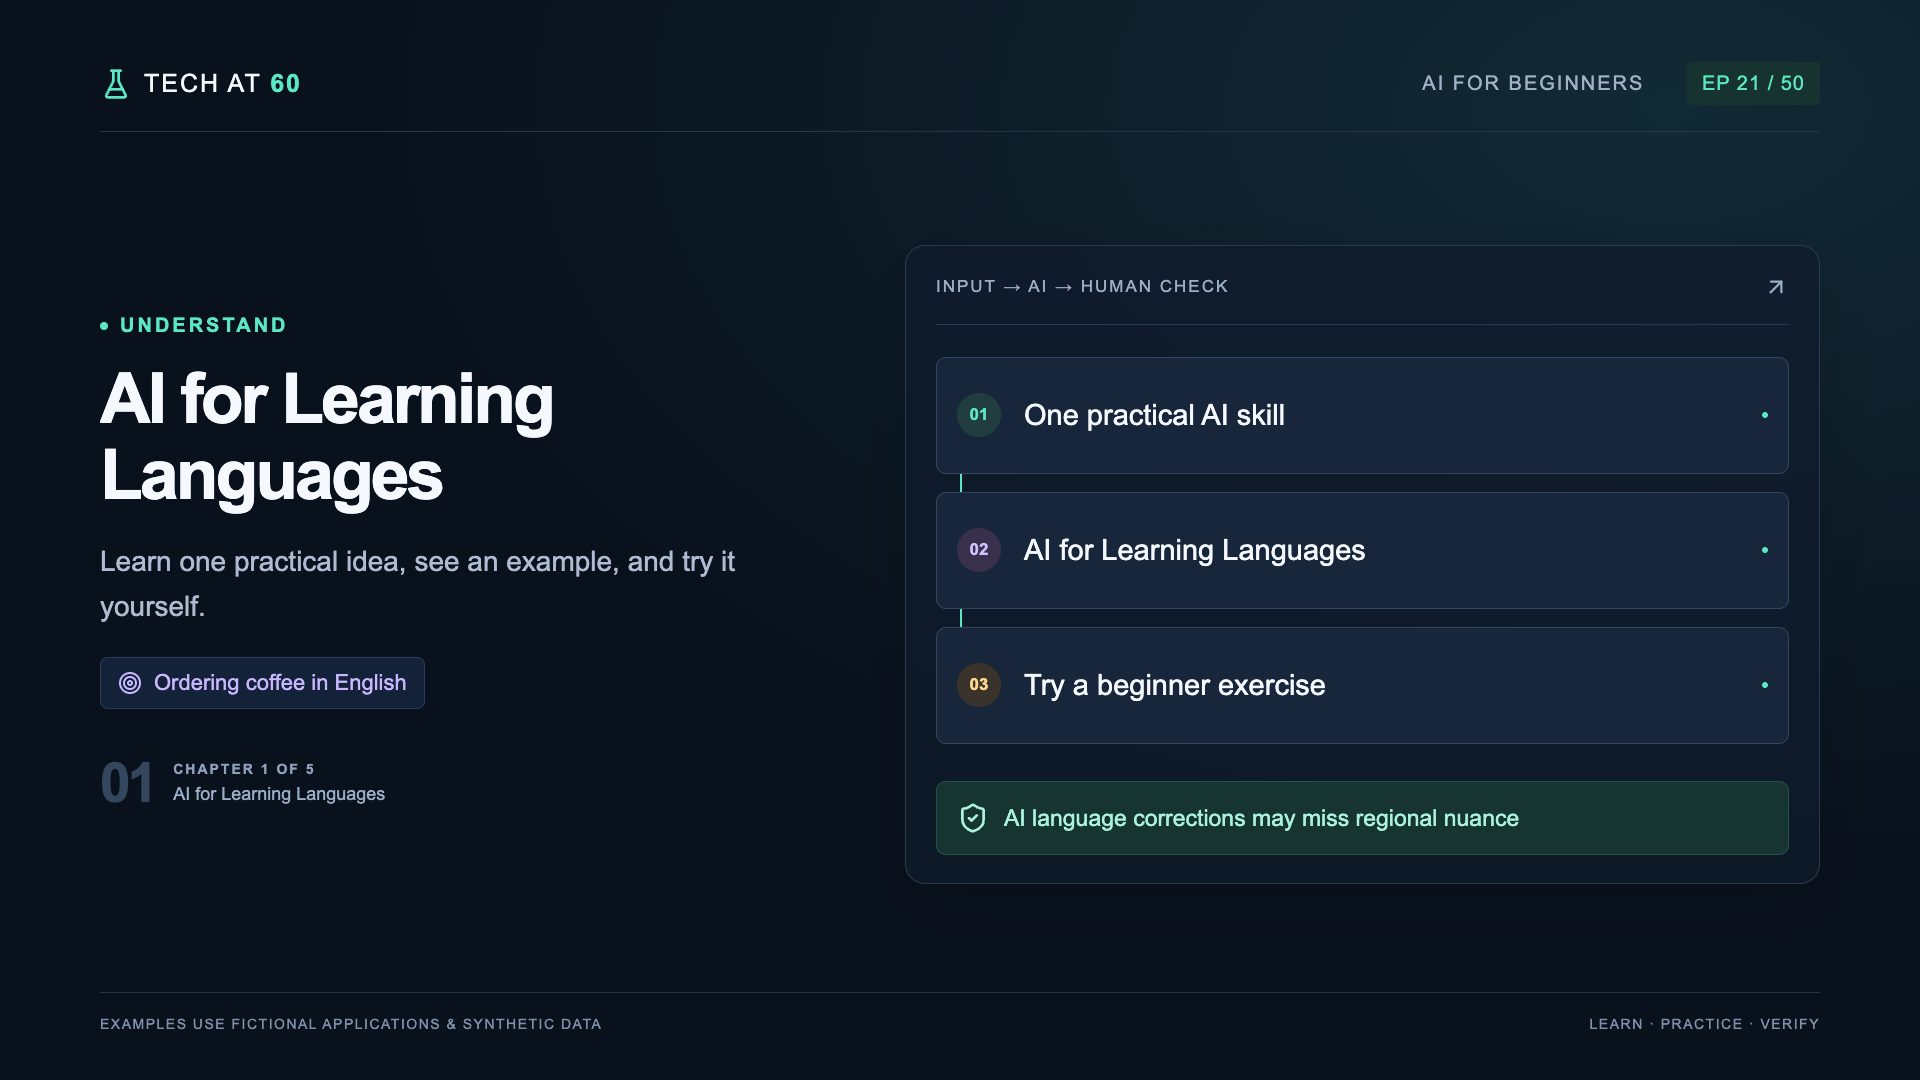 TECH AT 60
AI FOR BEGINNERS
EP 21 / 50
UNDERSTAND
AI for Learning
Languages
Learn one practical idea, see an example, and try it
yourself.
Ordering coffee in English
01
CHAPTER 1 OF 5
AI for Learning Languages
INPUT → AI → HUMAN CHECK
01
One practical AI skill
02
AI for Learning Languages
03
Try a beginner exercise
AI language corrections may miss regional nuance
EXAMPLES USE FICTIONAL APPLICATIONS & SYNTHETIC DATA
LEARN · PRACTICE · VERIFY